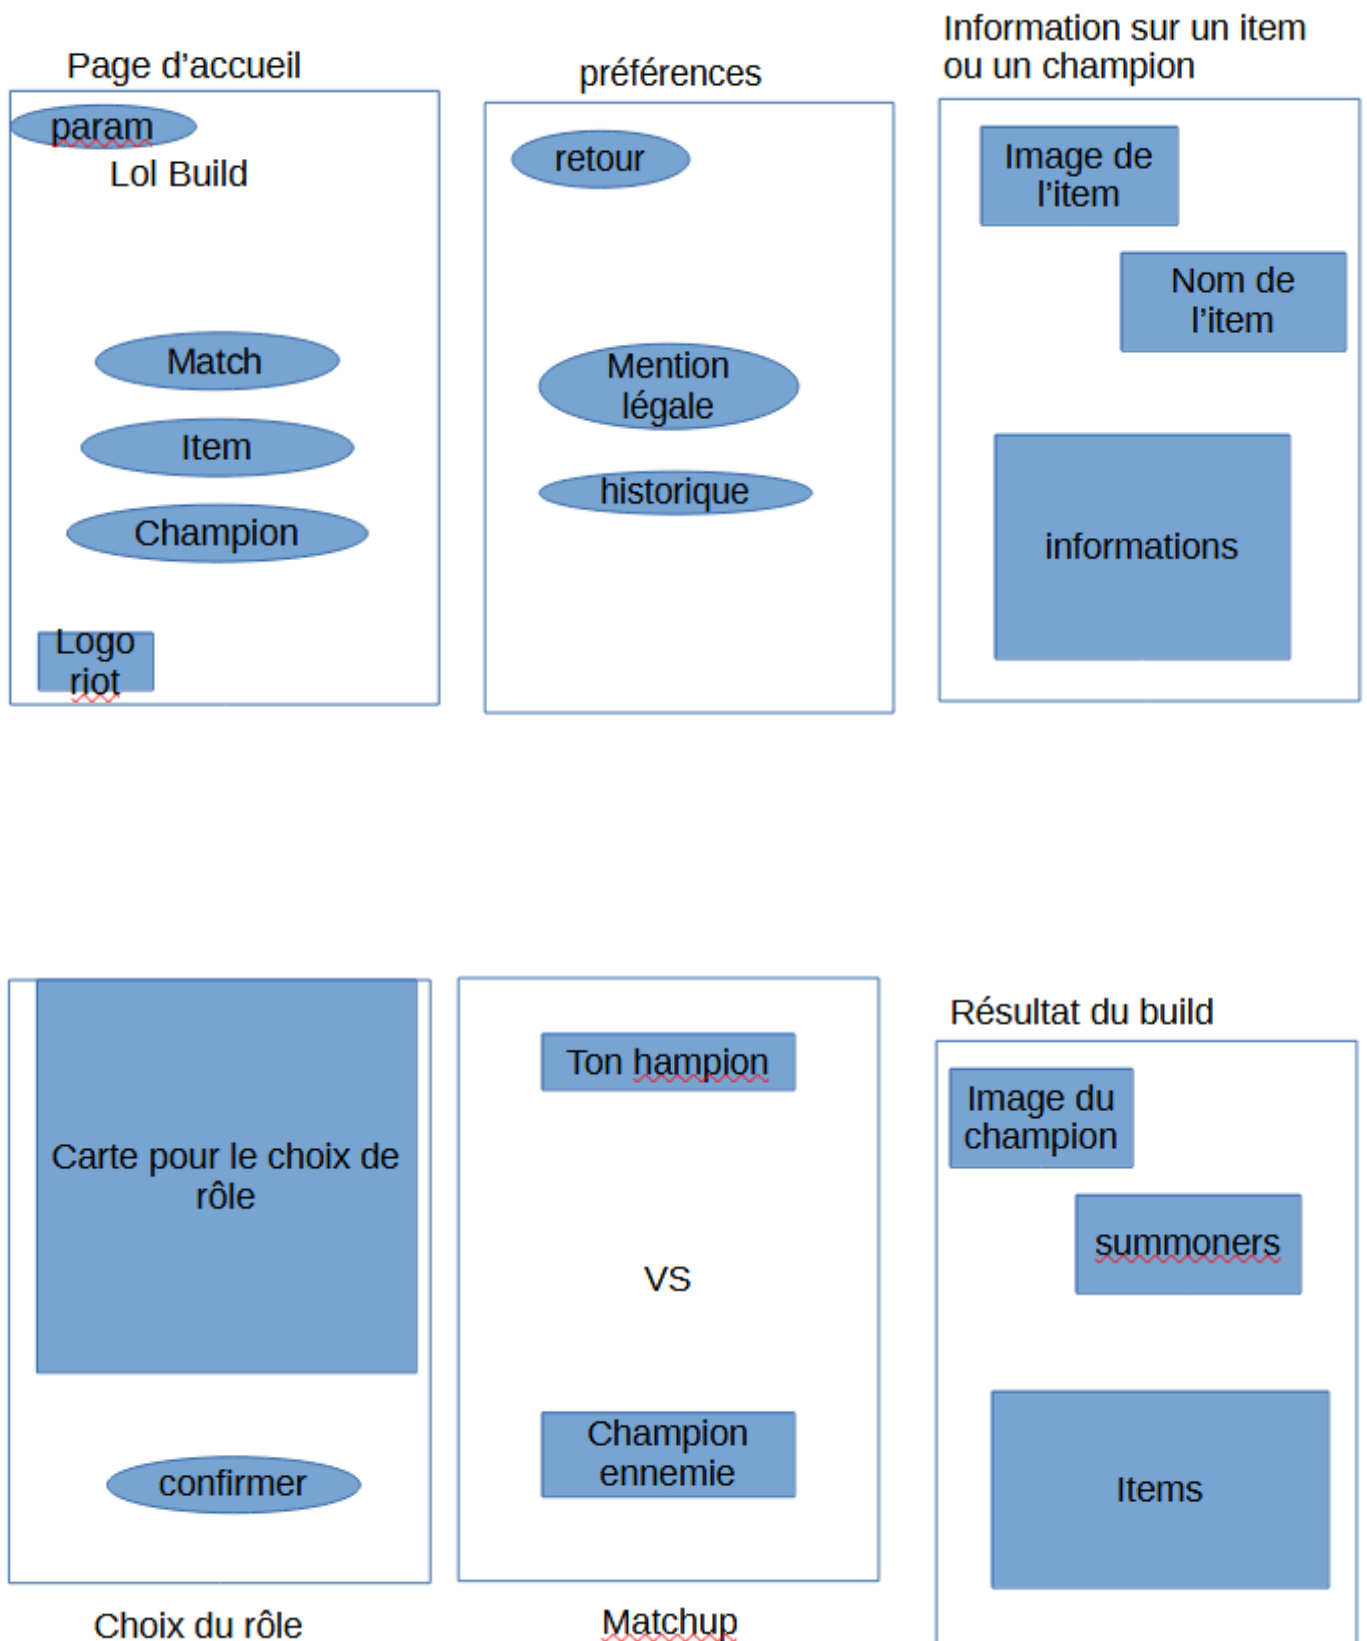 Page d’accueil
param
Lol Build
Match
Item
Champion
Logo
riot
préférences
retour
Mention
légale
historique
Information sur un item
ou un champion
Image de
l’item
Nom de
l’item
informations
Carte pour le choix de
rôle
confirmer
Choix du rôle
Ton hampion
VS
Champion
ennemie
Matchup
Résultat du build
Image du
champion
summoners
Items